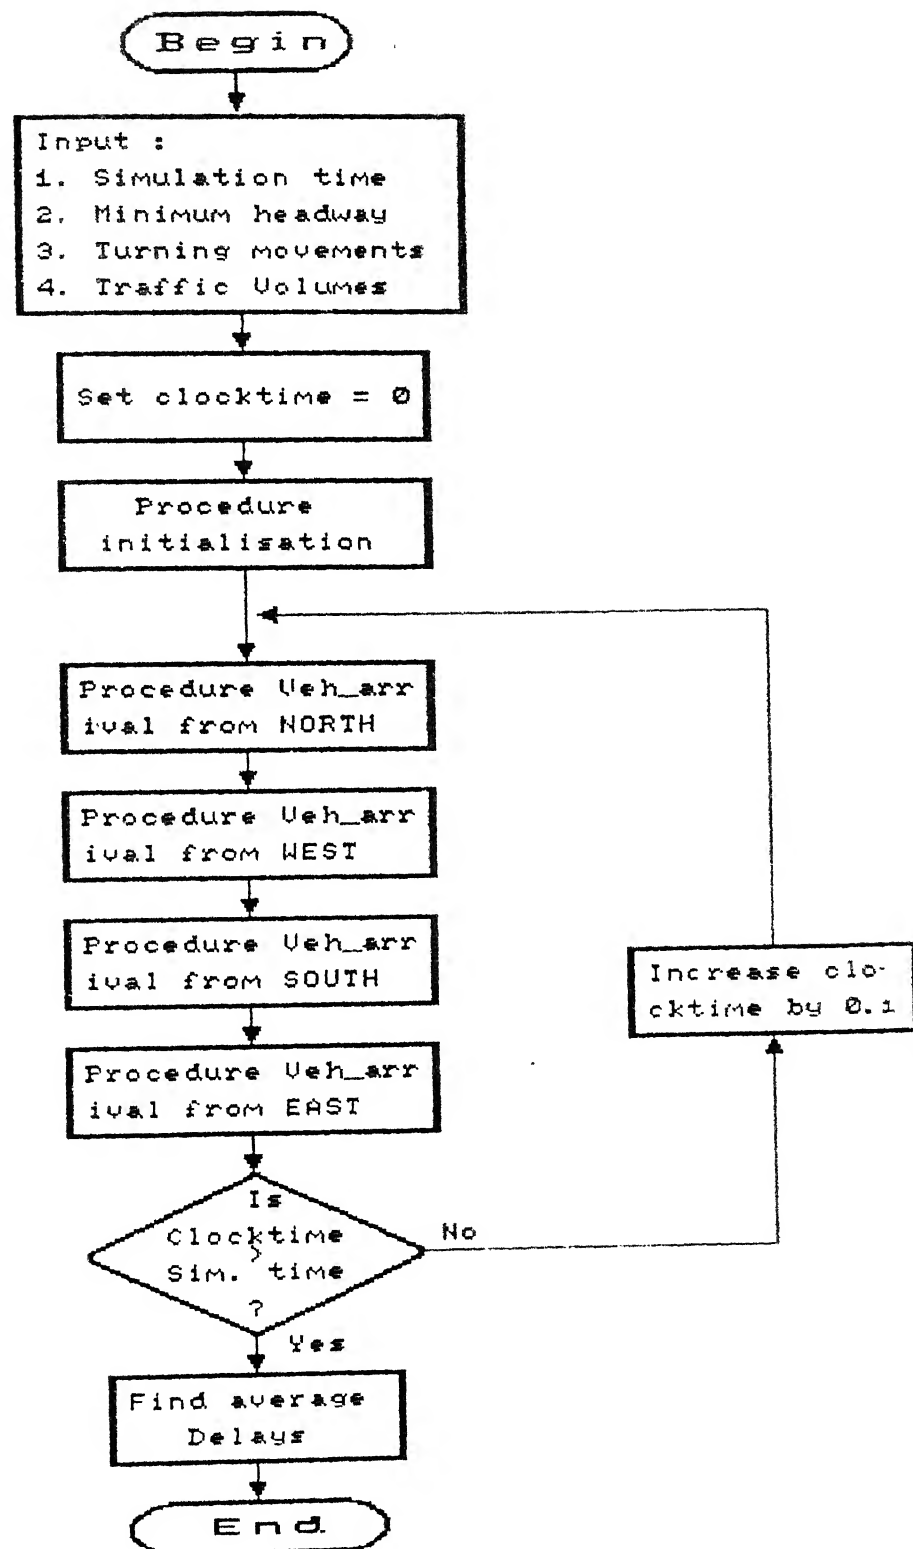 Begin
Input :
1. Simulation time
2. Minimum headway
3. Turning movements
4. Traffic Volumes
Set clocktime = 0
Procedure
initialisation
Procedure Veh_arr
ival from NORTH
Procedure Veh_arr
ival from WEST
Procedure Veh_arr
ival from SOUTH
Increase clo-
cktime by 0.1
Procedure Veh_arr
ival from EAST
Is
Clocktime
>
Sim. time
?
No
Yes
Find average
Delays
End